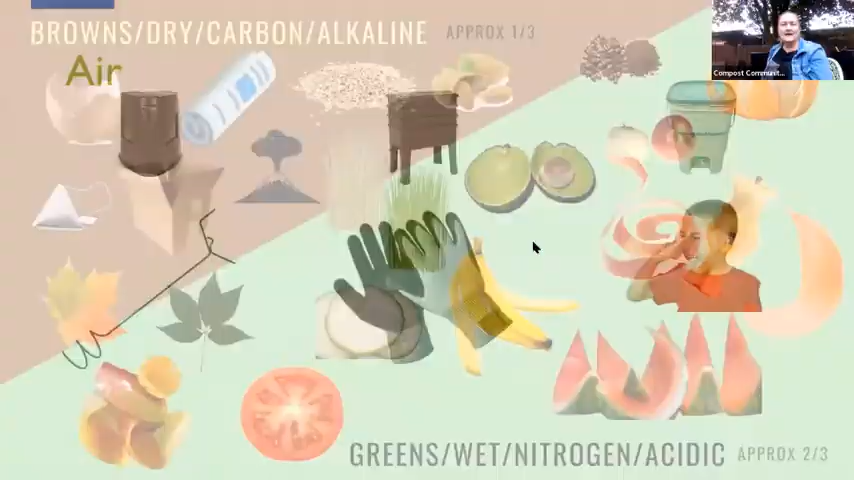 BROWNS/DRY/CARBON/ALKALINE APPROX 1/3
Air
Compost Communit...
GREENS/WET/NITROGEN/ACIDIC APPROX 2/3